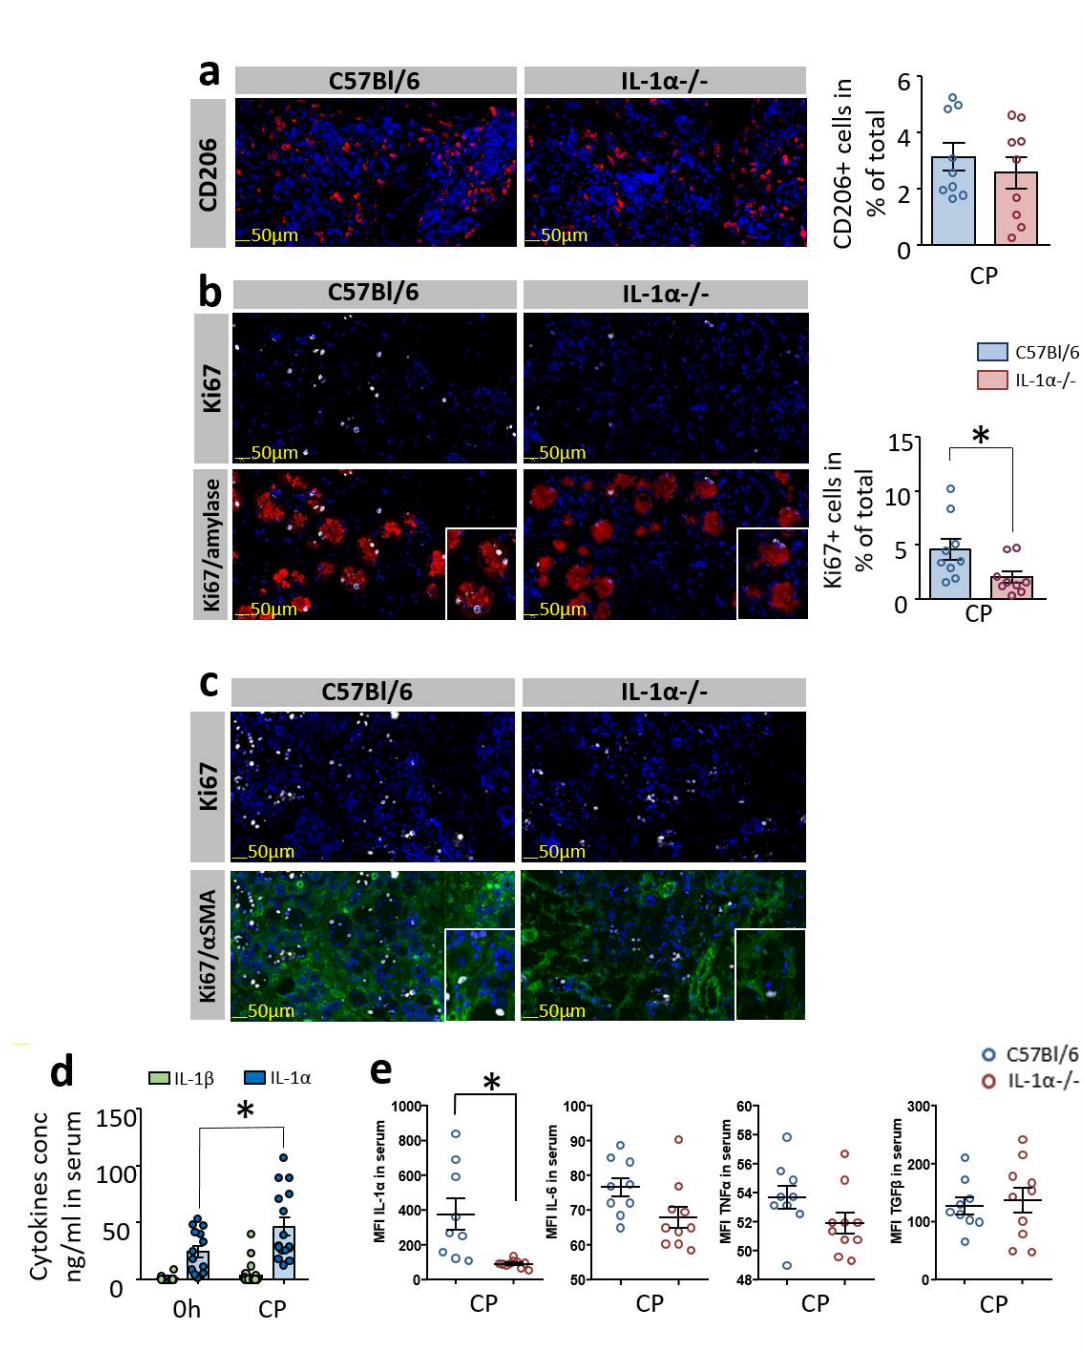 a
C57Bl/6
IL-1α-/-
CD206
50μm
50μm
CD206+ cells in
% of total
6
4
2
0
CP
b
C57Bl/6
IL-1α-/-
Ki67
50μm
50μm
Ki67/amylase
50μm
50μm
C57Bl/6
IL-1α-/-
Ki67+ cells in
% of total
15
10
5
0
*
CP
c
C57Bl/6
IL-1α-/-
Ki67
50μm
50μm
Ki67/αSMA
50μm
50μm
d
IL-1β
IL-1α
Cytokines conc
ng/ml in serum
150
100
50
0
*
0h
CP
e
C57Bl/6
IL-1α-/-
MFI IL-1α in serum
1000
800
600
400
200
0
*
CP
MFI IL-6 in serum
100
90
80
70
60
50
CP
MFI TNFα in serum
60
58
56
54
52
50
48
CP
MFI TGFβ in serum
300
200
100
0
CP